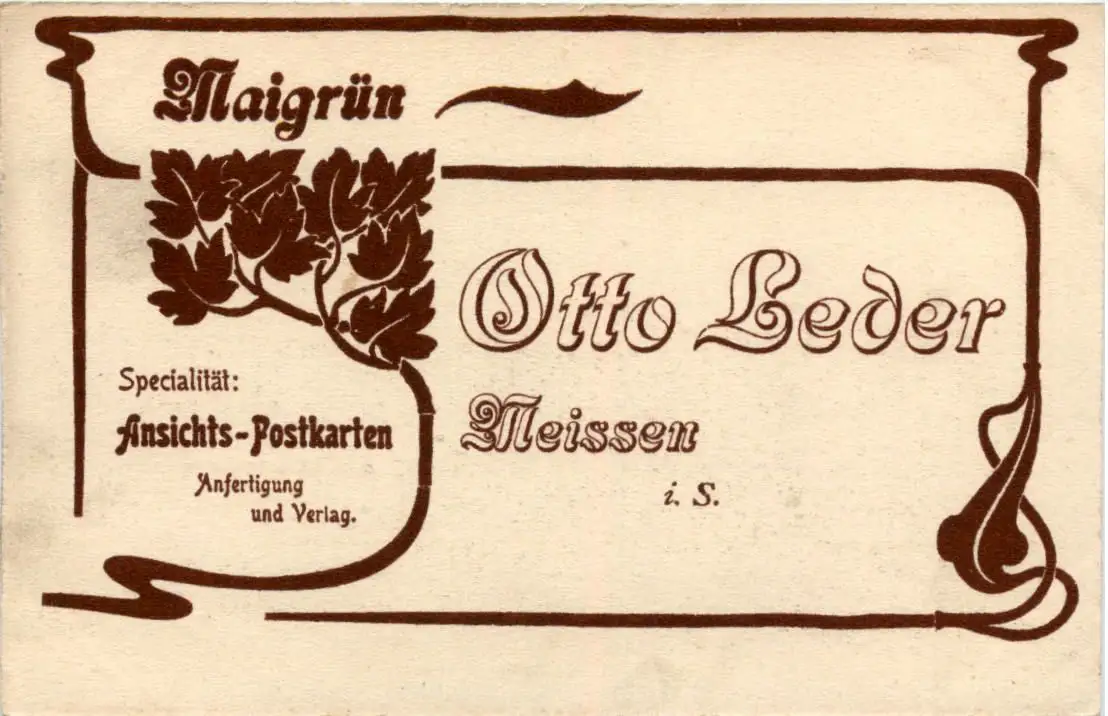 Maigrün
Otto Leder
Meissen
i. S.
Specialität:
Ansichts-Postkarten
Anfertigung
und Verlag.